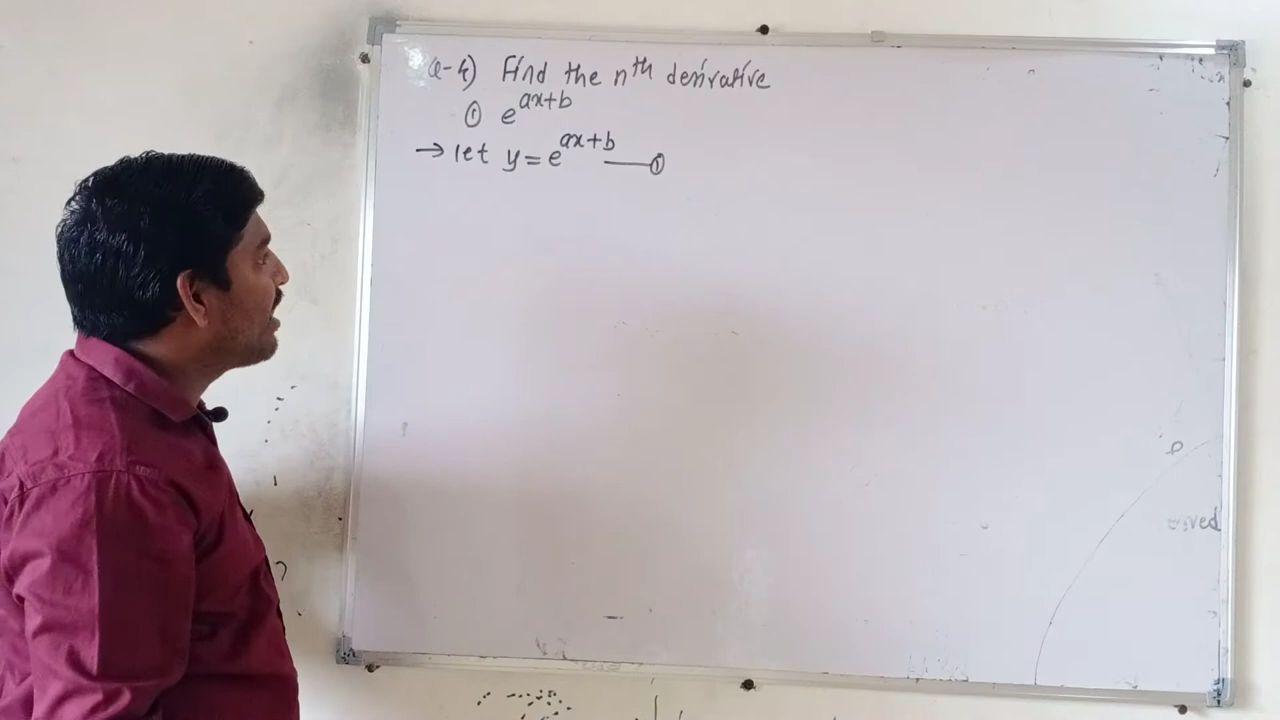 Q-4) Find the nth derivative
① e^ax+b
→ let y = e^ax+b —①